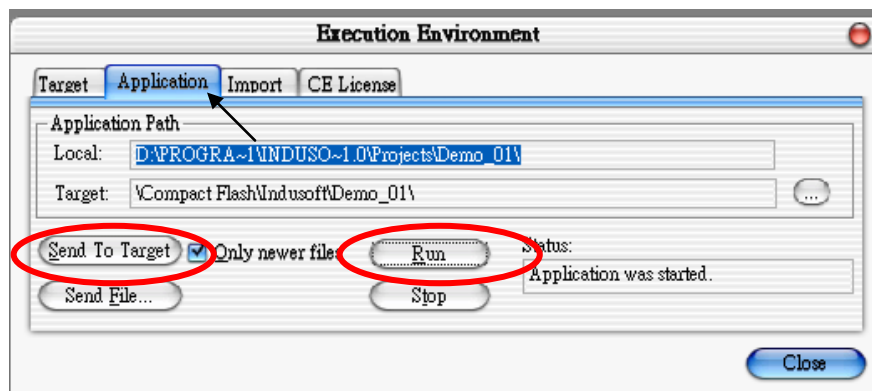 Execution Environment
Target Application Import CE License
Application Path
Local: D:\PROGRA~1\INDUSO~1.0\Projects\Demo_01\
Target: \Compact Flash\Indusoft\Demo_01\ ...
Send To Target Only newer files Run Status:
Application was started.
Send File... Stop
Close